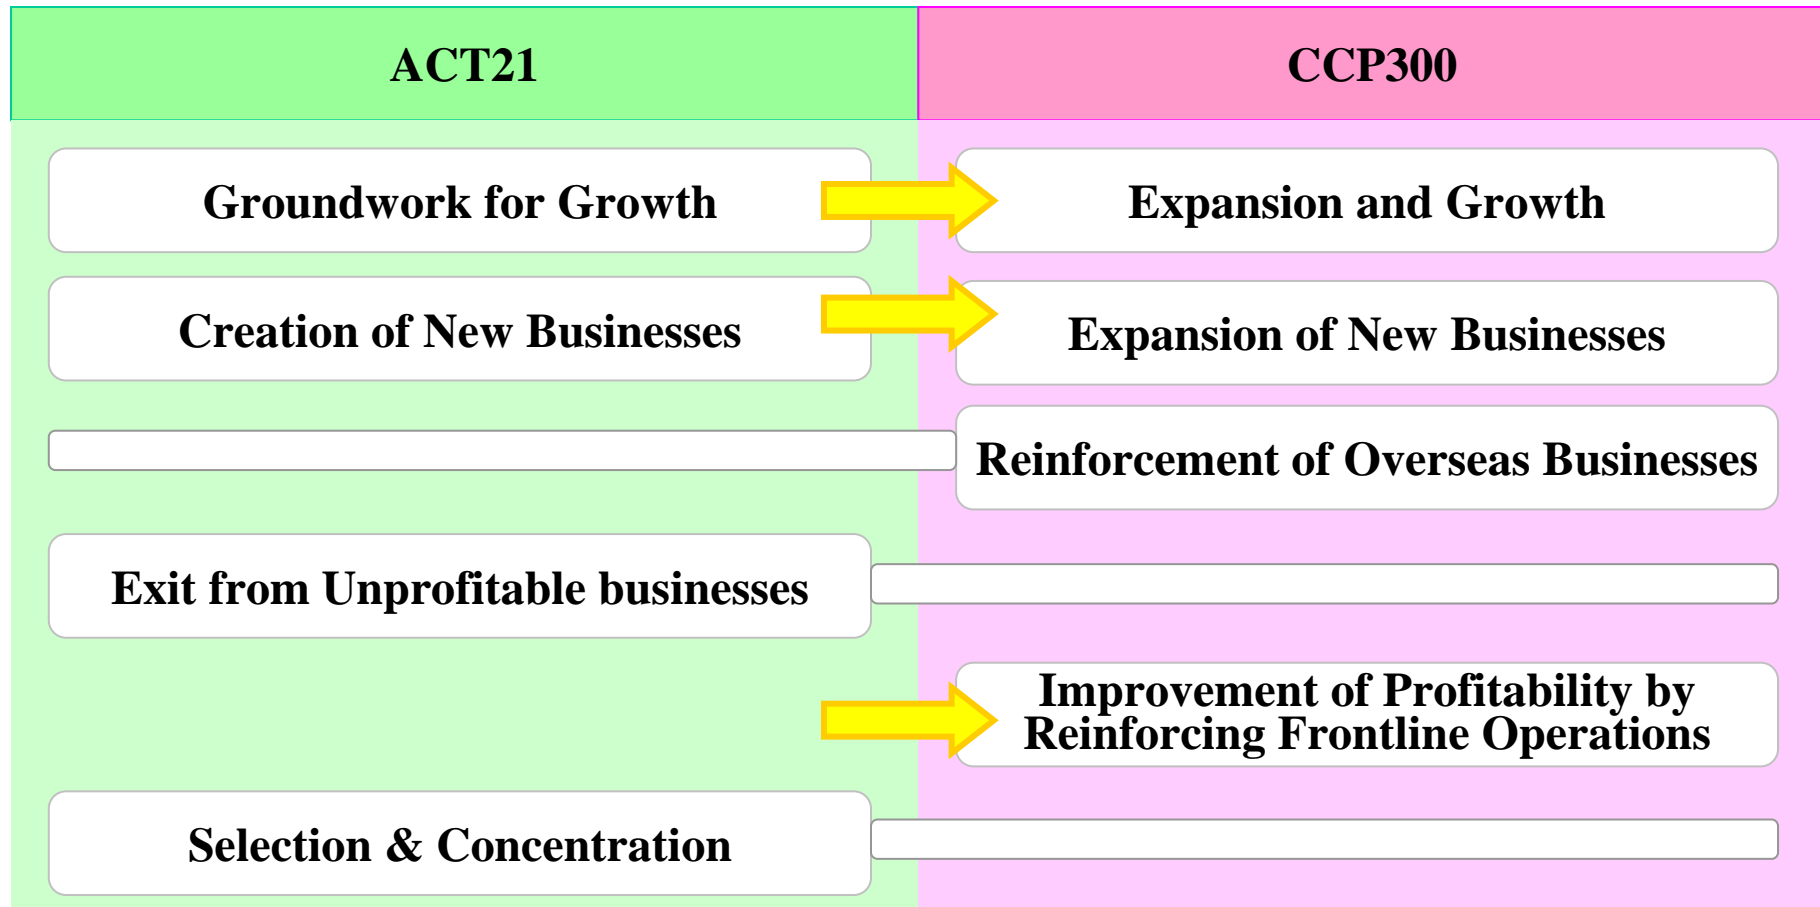 ACT21
CCP300
Groundwork for Growth
Expansion and Growth
Creation of New Businesses
Expansion of New Businesses
Reinforcement of Overseas Businesses
Exit from Unprofitable businesses
Improvement of Profitability by
Reinforcing Frontline Operations
Selection & Concentration